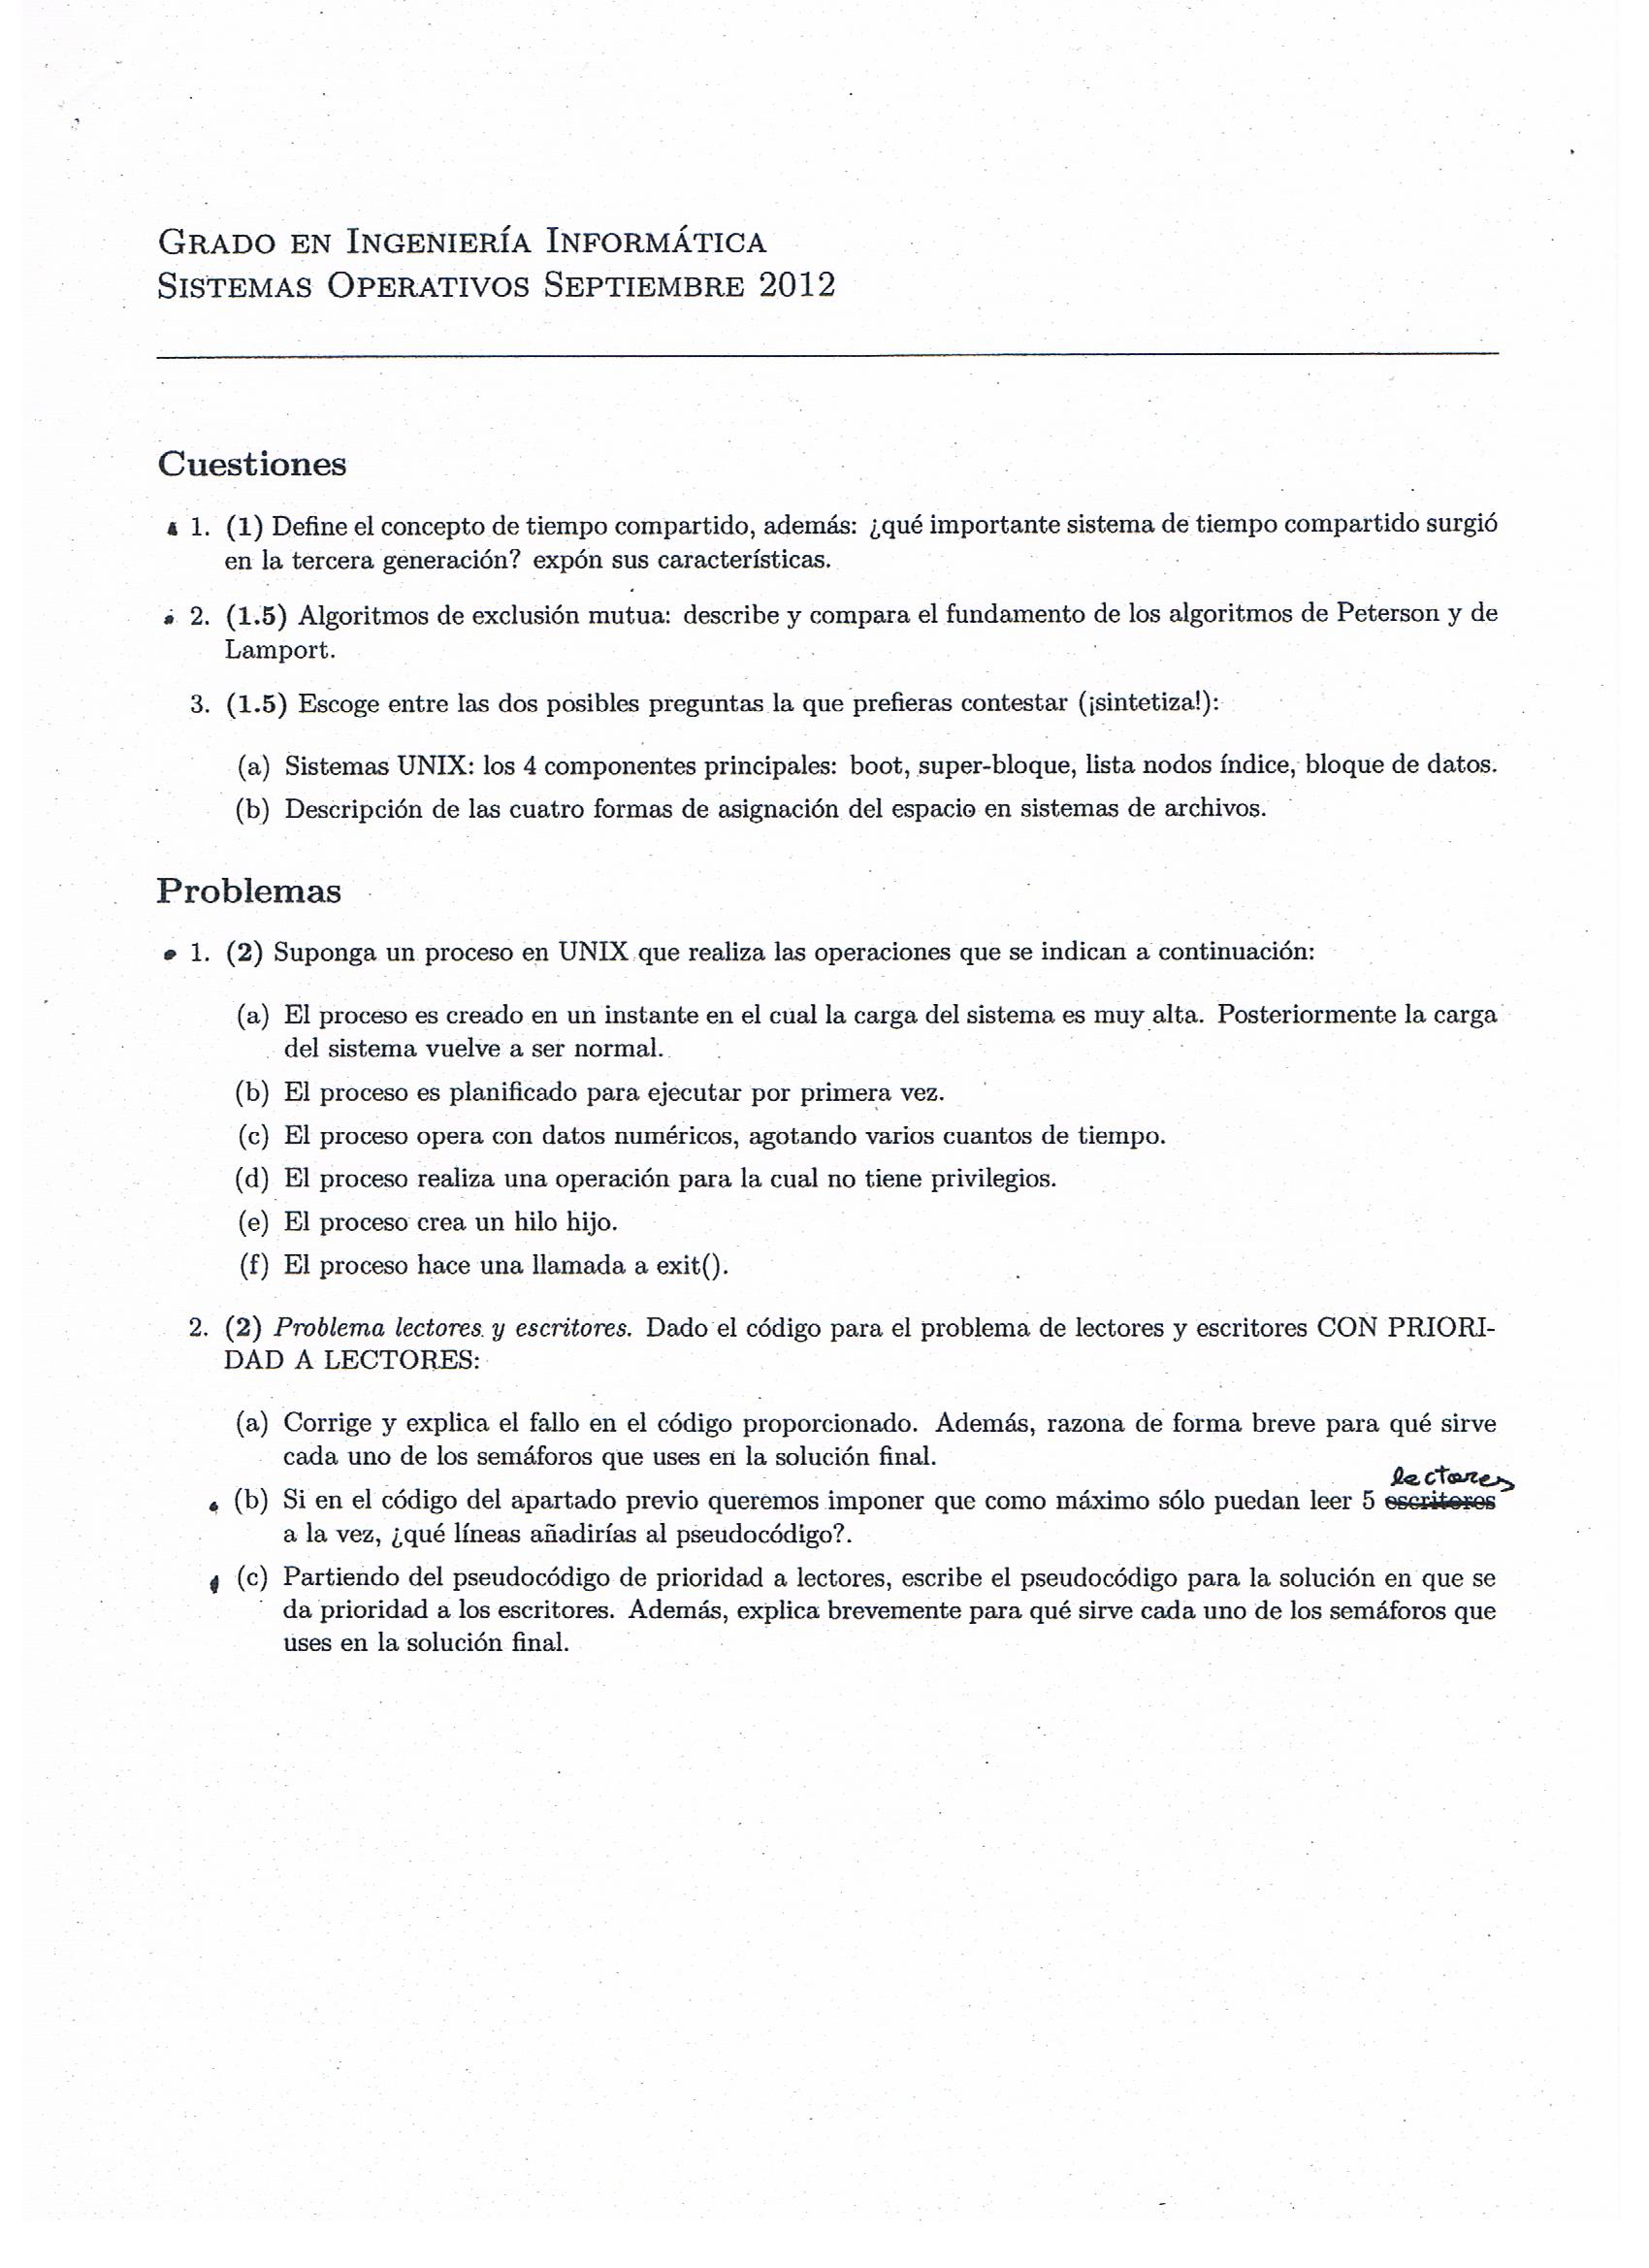 GRADO EN INGENIERÍA INFORMÁTICA
SISTEMAS OPERATIVOS SEPTIEMBRE 2012
Cuestiones
1. (1) Define el concepto de tiempo compartido, además: ¿qué importante sistema de tiempo compartido surgió
en la tercera generación? expón sus características.
2. (1.5) Algoritmos de exclusión mutua: describe y compara el fundamento de los algoritmos de Peterson y de
Lamport.
3. (1.5) Escoge entre las dos posibles preguntas la que prefieras contestar (¡sintetiza!):
(a) Sistemas UNIX: los 4 componentes principales: boot, super-bloque, lista nodos índice, bloque de datos.
(b) Descripción de las cuatro formas de asignación del espacio en sistemas de archivos.
Problemas
1. (2) Suponga un proceso en UNIX que realiza las operaciones que se indican a continuación:
(a) El proceso es creado en un instante en el cual la carga del sistema es muy alta. Posteriormente la carga
del sistema vuelve a ser normal.
(b) El proceso es planificado para ejecutar por primera vez.
(c) El proceso opera con datos numéricos, agotando varios cuantos de tiempo.
(d) El proceso realiza una operación para la cual no tiene privilegios.
(e) El proceso crea un hilo hijo.
(f) El proceso hace una llamada a exit().
2. (2) Problema lectores y escritores. Dado el código para el problema de lectores y escritores CON PRIORI-
DAD A LECTORES:
(a) Corrige y explica el fallo en el código proporcionado. Además, razona de forma breve para qué sirve
cada uno de los semáforos que uses en la solución final.
lectores
(b) Si en el código del apartado previo queremos imponer que como máximo sólo puedan leer 5 escritores
a la vez, ¿qué líneas añadirías al pseudocódigo?.
(c) Partiendo del pseudocódigo de prioridad a lectores, escribe el pseudocódigo para la solución en que se
da prioridad a los escritores. Además, explica brevemente para qué sirve cada uno de los semáforos que
uses en la solución final.